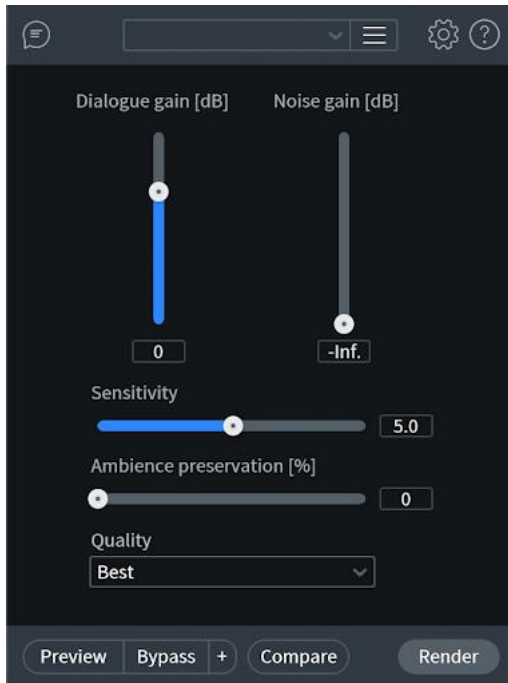 ?
Dialogue gain [dB] Noise gain [dB]
0 -Inf.
Sensitivity
5.0
Ambience preservation [%]
0
Quality
Best
Preview Bypass + Compare Render